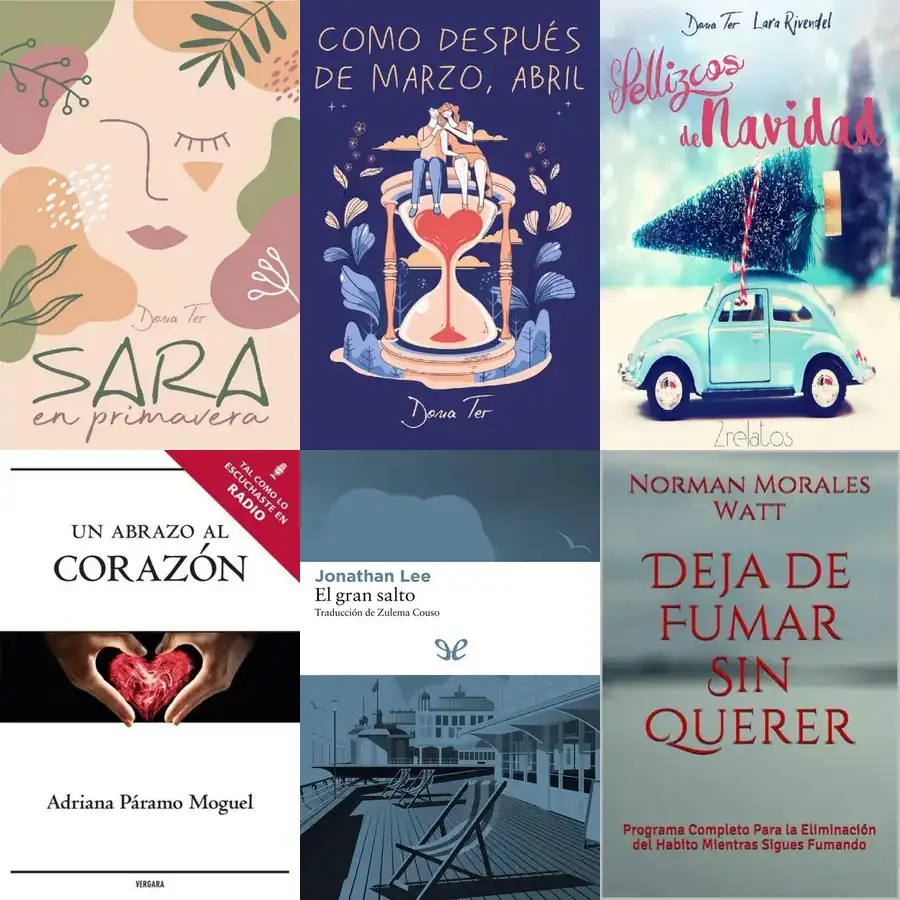 Dona Ter
SARA
en primavera
COMO DESPUÉS
DE MARZO, ABRIL
Dona Ter
Dona Ter Lara Rivendel
Pellizcos
de Navidad
2relatos
TAL COMO LO
ESCUCHASTE EN
RADIO
UN ABRAZO AL
CORAZÓN
Adriana Páramo Moguel
VERGARA
Jonathan Lee
El gran salto
Traducción de Zulema Couso
Norman Morales
Watt
Deja de
Fumar
Sin
Querer
Programa Completo Para la Eliminación
del Habito Mientras Sigues Fumando